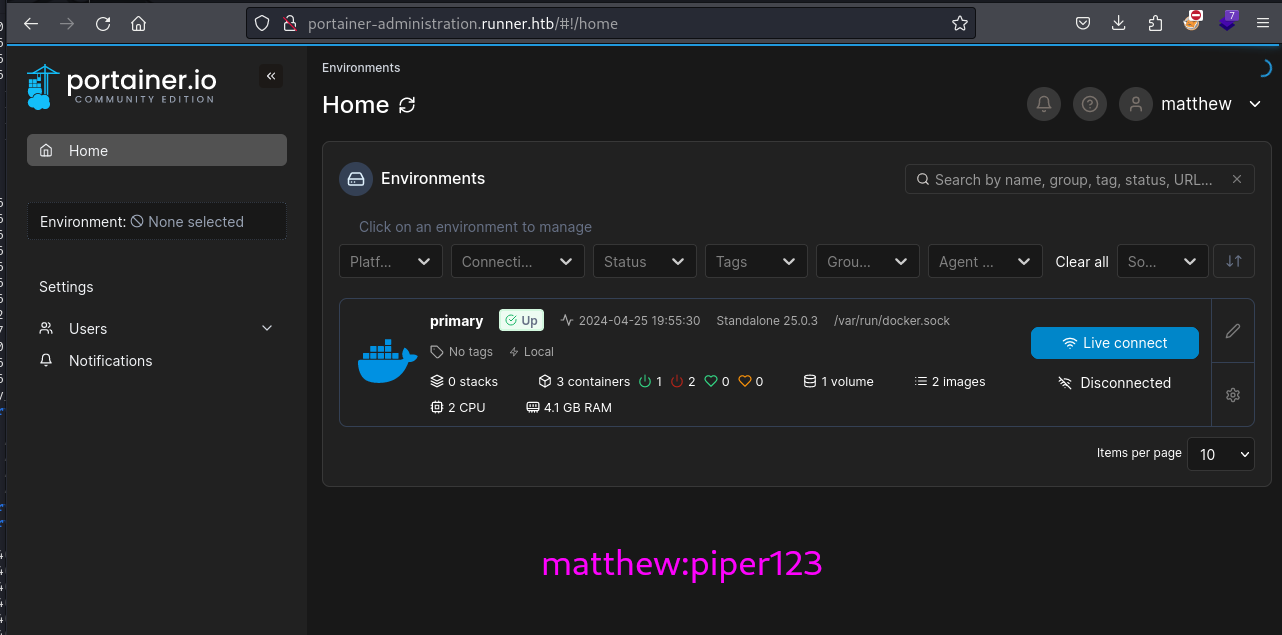 portainer-administration.runner.htb/#!/home
7
portainer.io
COMMUNITY EDITION
Home
Environment: None selected
Settings
Users
Notifications
Environments
Home
matthew
Environments
Search by name, group, tag, status, URL...
Click on an environment to manage
Platf... Connecti... Status Tags Grou... Agent ... Clear all So...
primary Up 2024-04-25 19:55:30 Standalone 25.0.3 /var/run/docker.sock
No tags Local
0 stacks 3 containers 1 2 0 0 1 volume 2 images
2 CPU 4.1 GB RAM
Live connect
Disconnected
Items per page 10
matthew:piper123